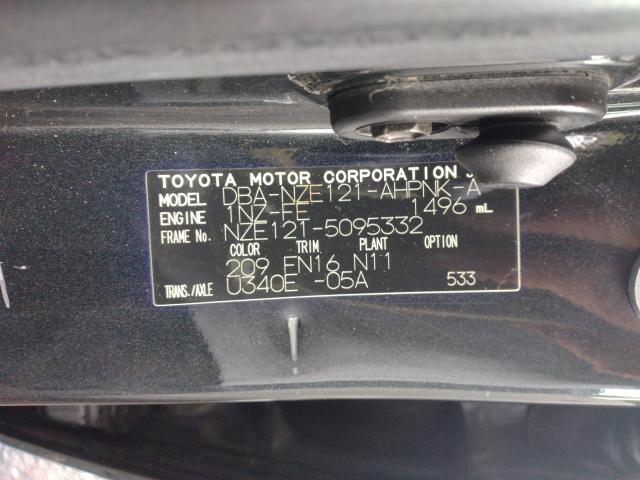 TOYOTA MOTOR CORPORATION
MODEL DBA-NZE121-AHPNK-A
ENGINE 1NZ-FE 1496 mL
FRAME No. NZE121-5095332
COLOR TRIM PLANT OPTION
209 FN16 N11
TRANS./AXLE U340E -05A 533